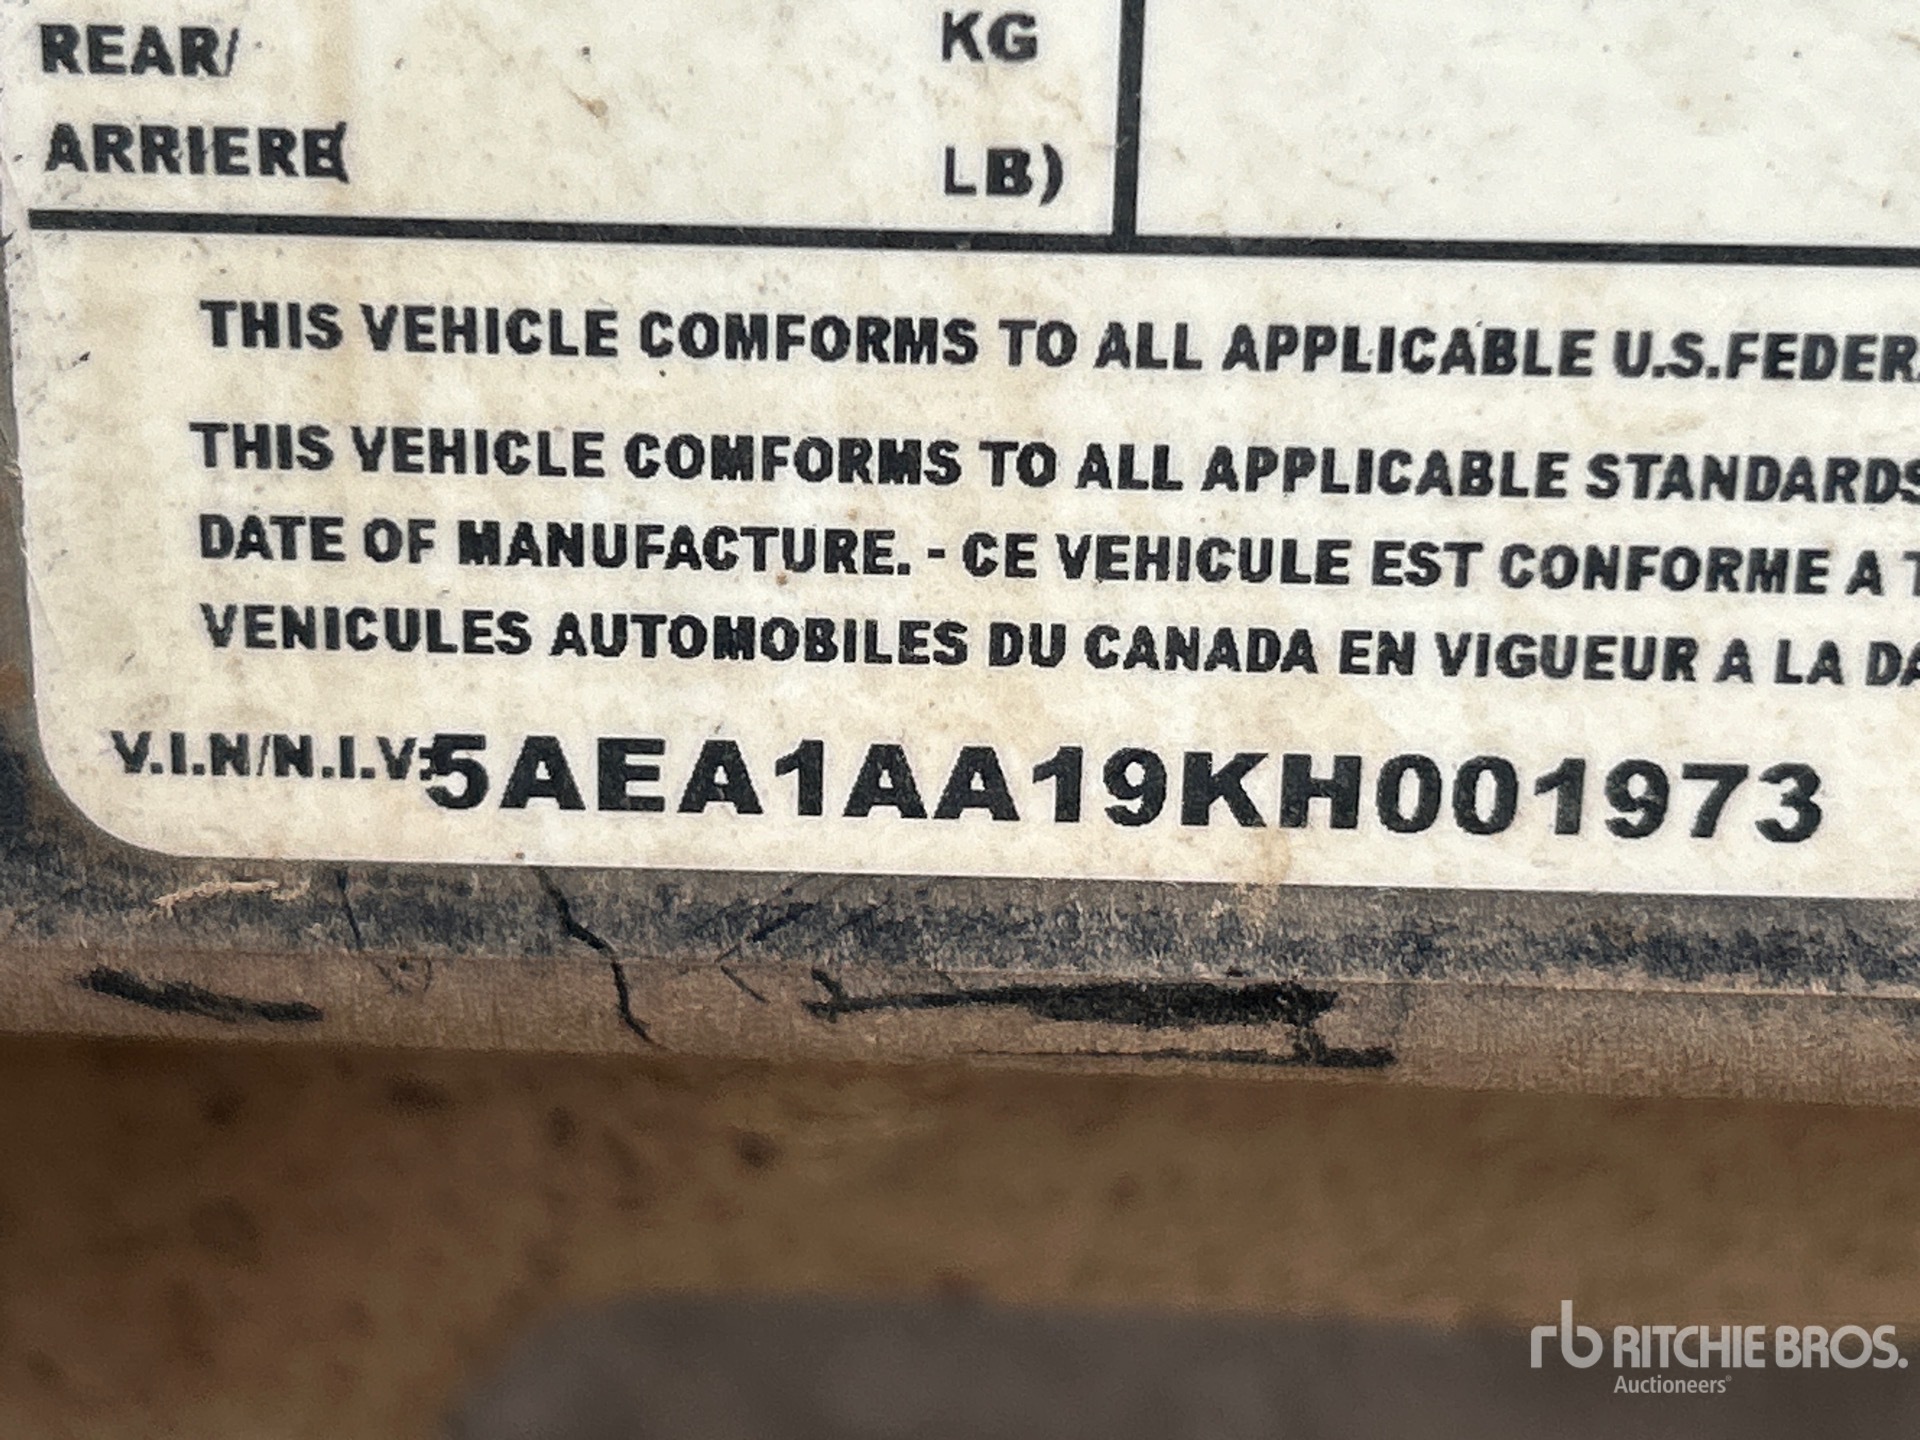 REAR/ KG
ARRIERE LB)
THIS VEHICLE COMFORMS TO ALL APPLICABLE U.S.FEDER
THIS VEHICLE COMFORMS TO ALL APPLICABLE STANDARDS
DATE OF MANUFACTURE. - CE VEHICULE EST CONFORME A T
VENICULES AUTOMOBILES DU CANADA EN VIGUEUR A LA DA
V.I.N/N.I.V:5AEA1AA19KH001973
rb RITCHIE BROS.
Auctioneers